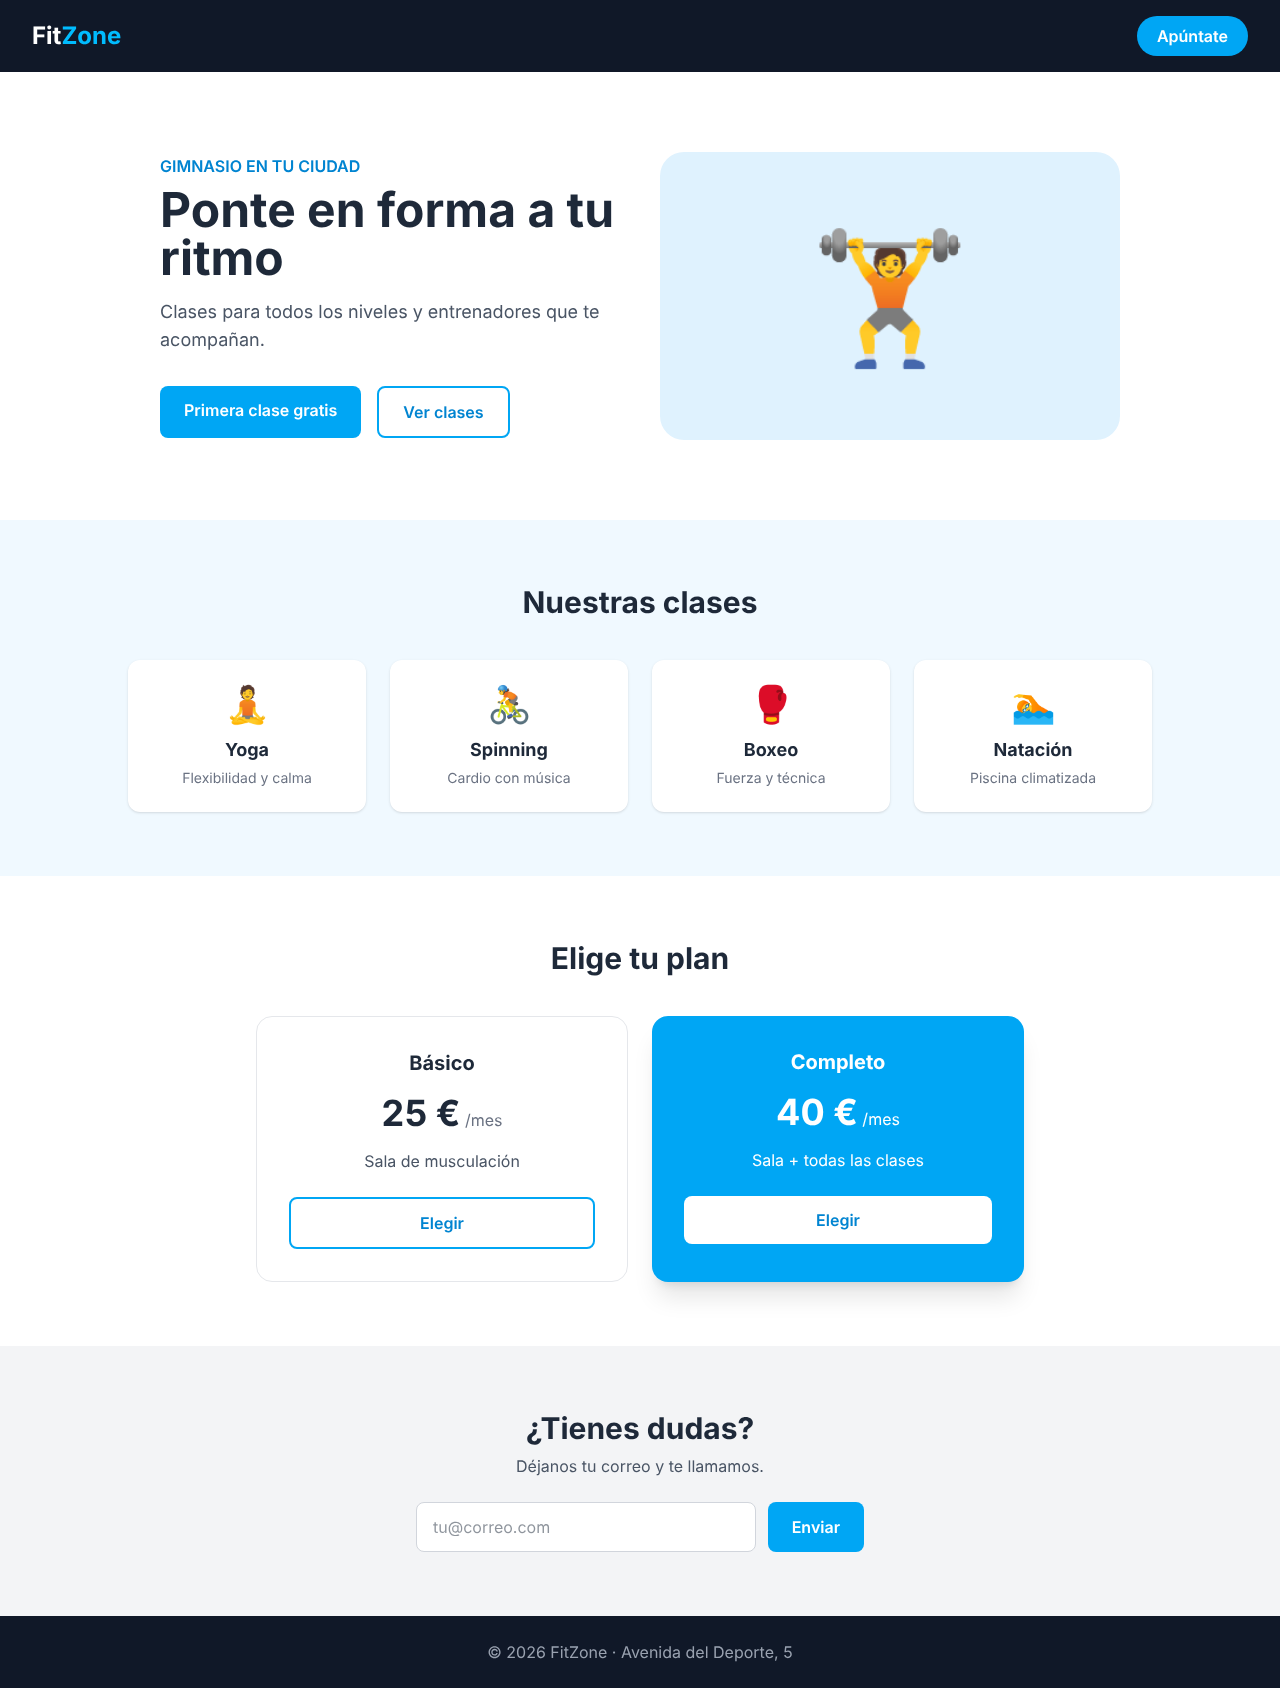 FitZone
Apúntate
GIMNASIO EN TU CIUDAD
Ponte en forma a tu
ritmo
Clases para todos los niveles y entrenadores que te
acompañan.
Primera clase gratis
Ver clases
Nuestras clases
Yoga
Flexibilidad y calma
Spinning
Cardio con música
Boxeo
Fuerza y técnica
Natación
Piscina climatizada
Elige tu plan
Básico
25 € /mes
Sala de musculación
Elegir
Completo
40 € /mes
Sala + todas las clases
Elegir
¿Tienes dudas?
Déjanos tu correo y te llamamos.
tu@correo.com
Enviar
© 2026 FitZone · Avenida del Deporte, 5